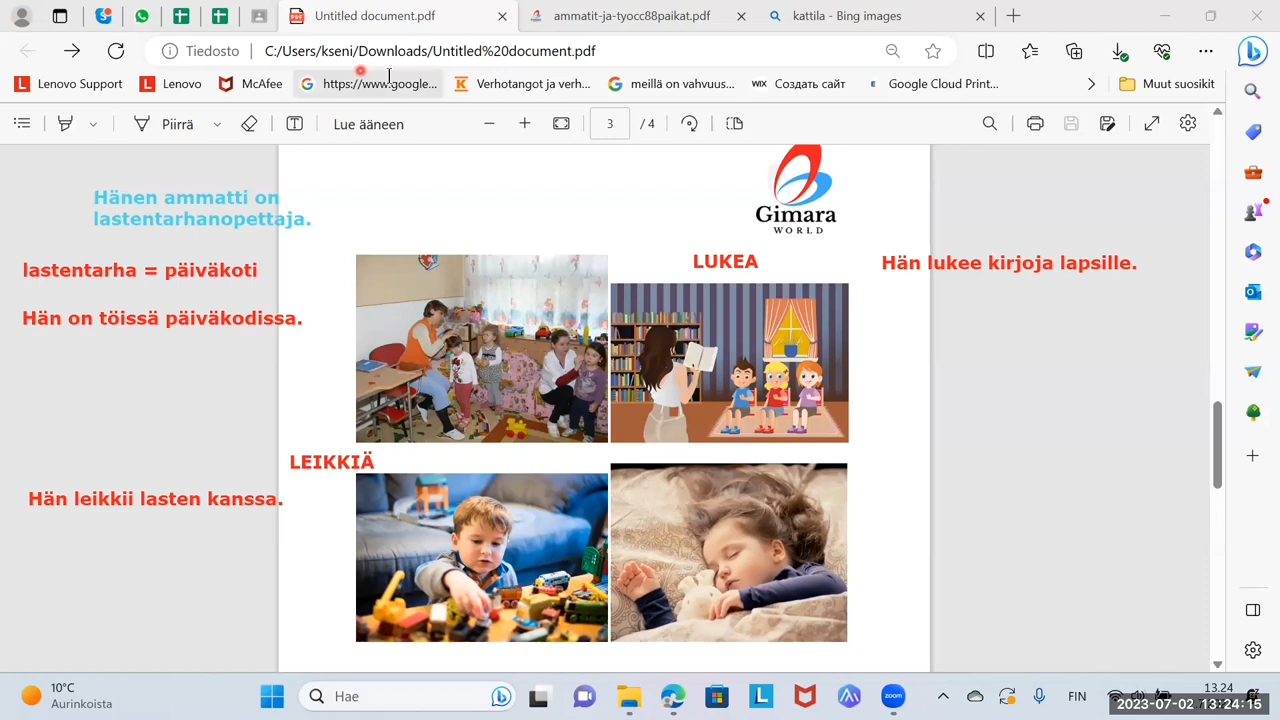 Untitled document.pdf
ammatit-ja-tyocc88paikat.pdf
kattila - Bing images
Tiedosto
C:/Users/kseni/Downloads/Untitled%20document.pdf
Lenovo Support
Lenovo
McAfee
https://www.google...
Verhotangot ja verh...
meillä on vahvuus...
WIX
Создать сайт
Google Cloud Print...
Muut suosikit
Piirrä
Lue ääneen
3
/ 4
Gimara
WORLD
Hänen ammatti on
lastentarhanopettaja.
lastentarha = päiväkoti
Hän on töissä päiväkodissa.
LUKEA
Hän lukee kirjoja lapsille.
LEIKKIÄ
Hän leikkii lasten kanssa.
10°C
Aurinkoista
Hae
zoom
FIN
13.24
2023-07-02 13:24:15